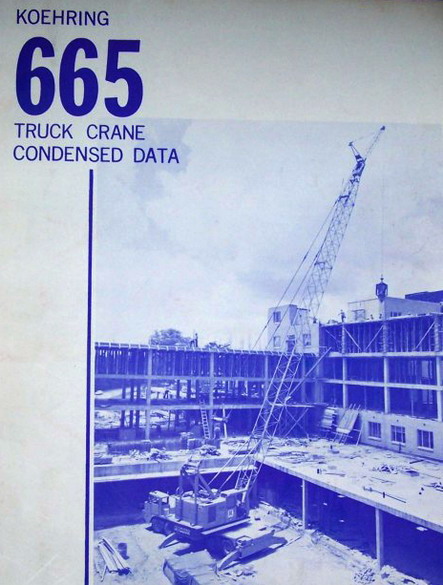 KOEHRING
665
TRUCK CRANE
CONDENSED DATA